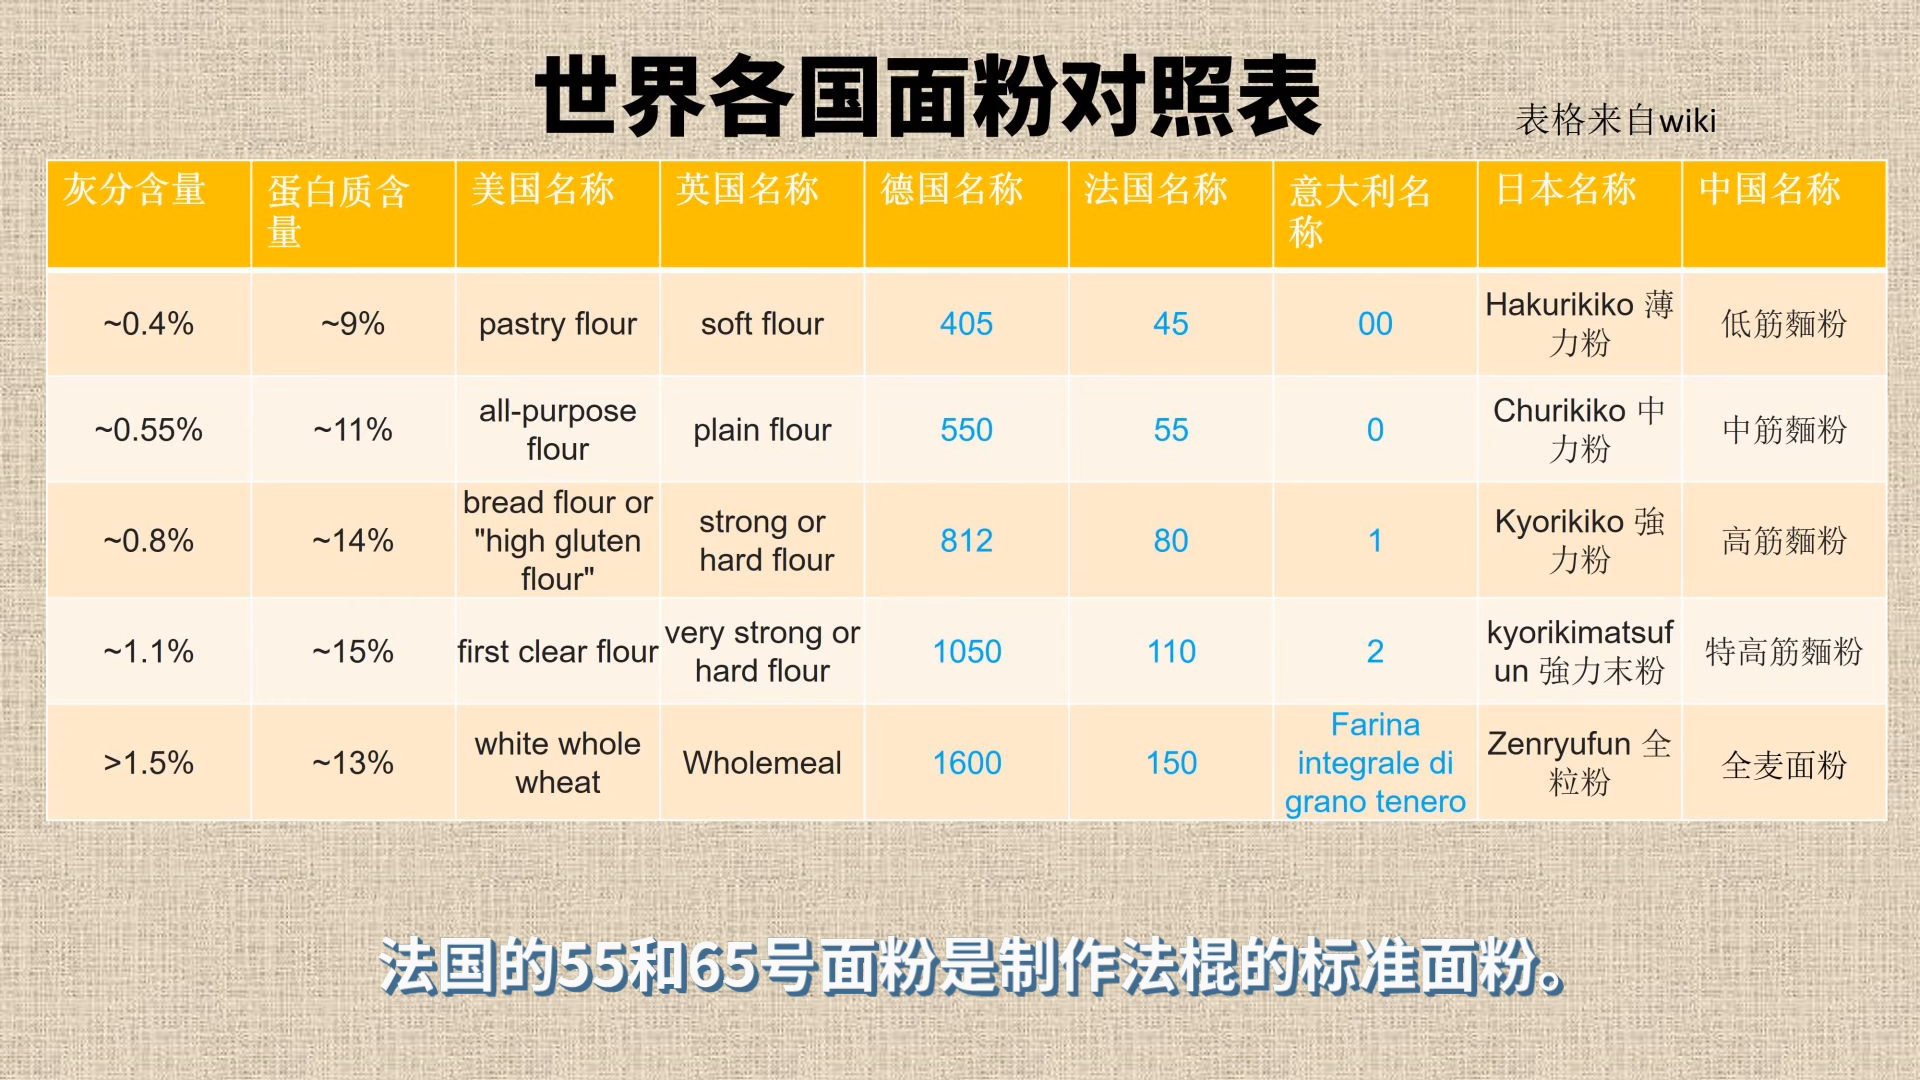 世界各国面粉对照表
表格来自wiki
灰分含量
蛋白质含
量
美国名称
英国名称
德国名称
法国名称
意大利名
称
日本名称
中国名称
~0.4%
~9%
pastry flour
soft flour
405
45
00
Hakurikiko 薄
力粉
低筋麵粉
~0.55%
~11%
all-purpose
flour
plain flour
550
55
0
Churikiko 中
力粉
中筋麵粉
~0.8%
~14%
bread flour or
"high gluten
flour"
strong or
hard flour
812
80
1
Kyorikiko 強
力粉
高筋麵粉
~1.1%
~15%
first clear flour
very strong or
hard flour
1050
110
2
kyorikimatsuf
un 強力末粉
特高筋麵粉
>1.5%
~13%
white whole
wheat
Wholemeal
1600
150
Farina
integrale di
grano tenero
Zenryufun 全
粒粉
全麦面粉
法国的55和65号面粉是制作法棍的标准面粉。